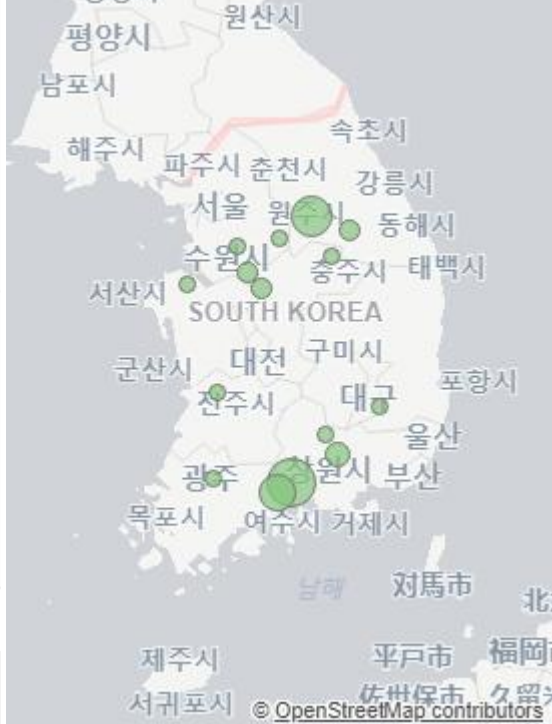 원산시
평양시
남포시
속초시
해주시
파주시 춘천시
강릉시
서울
원주시
동해시
수원시
충주시 태백시
서산시
SOUTH KOREA
대전 구미시
군산시
포항시
전주시
대구
울산
창원시 부산
광주
목포시
여수시 거제시
남해
対馬市
平戸市
제주시
서귀포시
佐世保市
© OpenStreetMap contributors